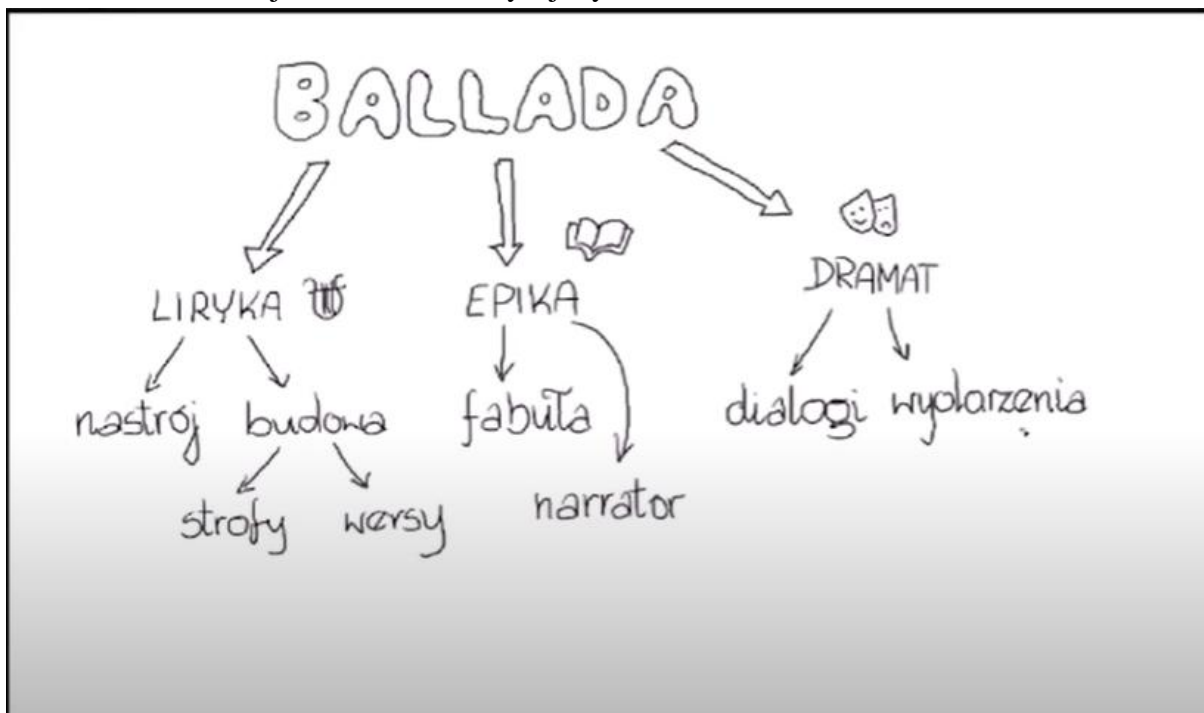 BALLADA
LIRYKA
EPIKA
DRAMAT
nastrój budowa
fabuła
dialogi wydarzenia
strofy wersy
narrator